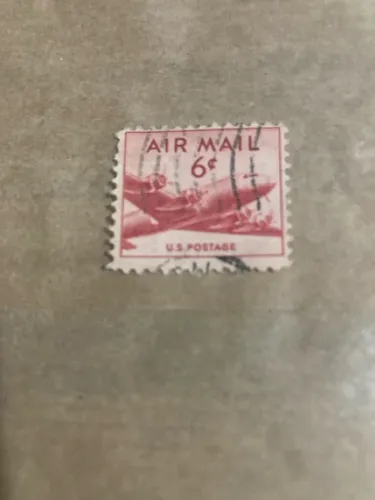 AIR MAIL
6¢
U.S. POSTAGE